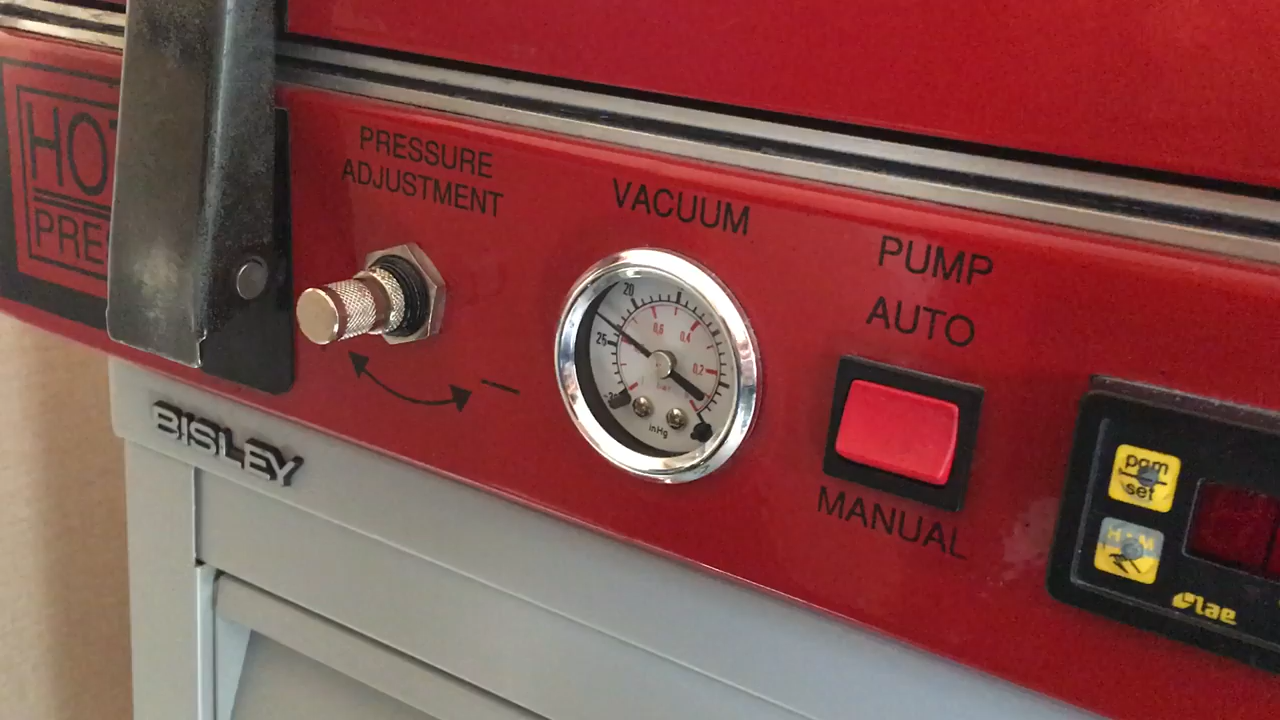 HOT
PRE
PRESSURE
ADJUSTMENT
VACUUM
20
25
0,6
0,4
0,2
inHg
PUMP
AUTO
MANUAL
BISLEY
pgm
set
lae